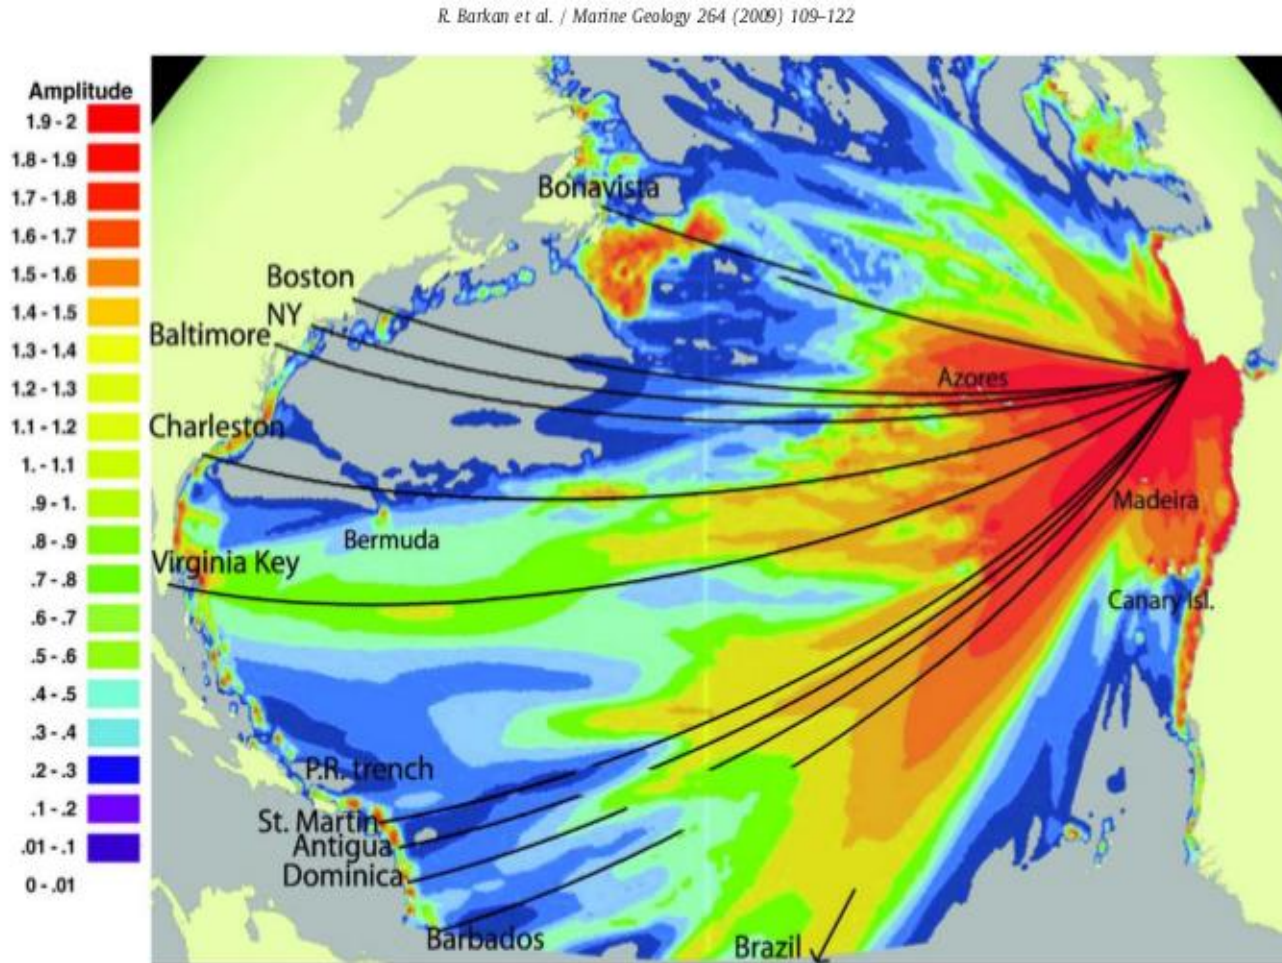 R. Barkan et al. / Marine Geology 264 (2009) 109–122
Amplitude
1.9 - 2
1.8 - 1.9
1.7 - 1.8
1.6 - 1.7
1.5 - 1.6
1.4 - 1.5
1.3 - 1.4
1.2 - 1.3
1.1 - 1.2
1. - 1.1
.9 - 1.
.8 - .9
.7 - .8
.6 - .7
.5 - .6
.4 - .5
.3 - .4
.2 - .3
.1 - .2
.01 - .1
0 - .01
Bonavista
Boston
NY
Baltimore
Azores
Charleston
Madeira
Bermuda
Virginia Key
Canary Isl.
P.R. trench
St. Martin
Antigua
Dominica
Barbados
Brazil